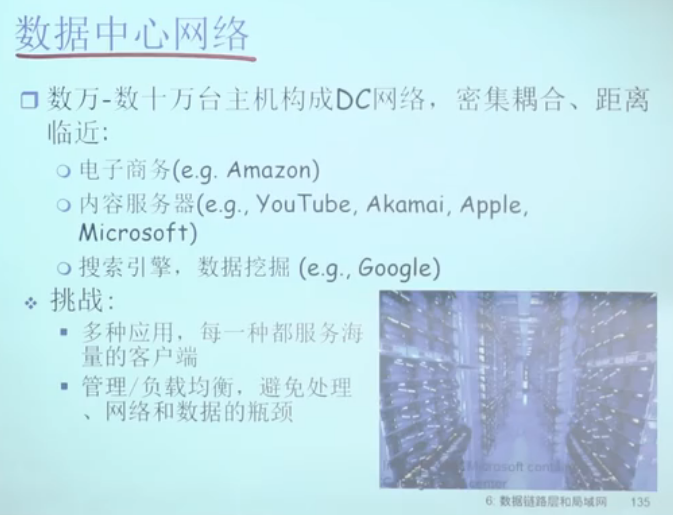 数据中心网络
数万-数十万台主机构成DC网络，密集耦合、距离
临近:
电子商务(e.g. Amazon)
内容服务器(e.g., YouTube, Akamai, Apple,
Microsoft)
搜索引擎，数据挖掘 (e.g., Google)
挑战:
多种应用，每一种都服务海
量的客户端
管理/负载均衡，避免处理
、网络和数据的瓶颈
Microsoft
center
6. 数据链路层和局域网 135